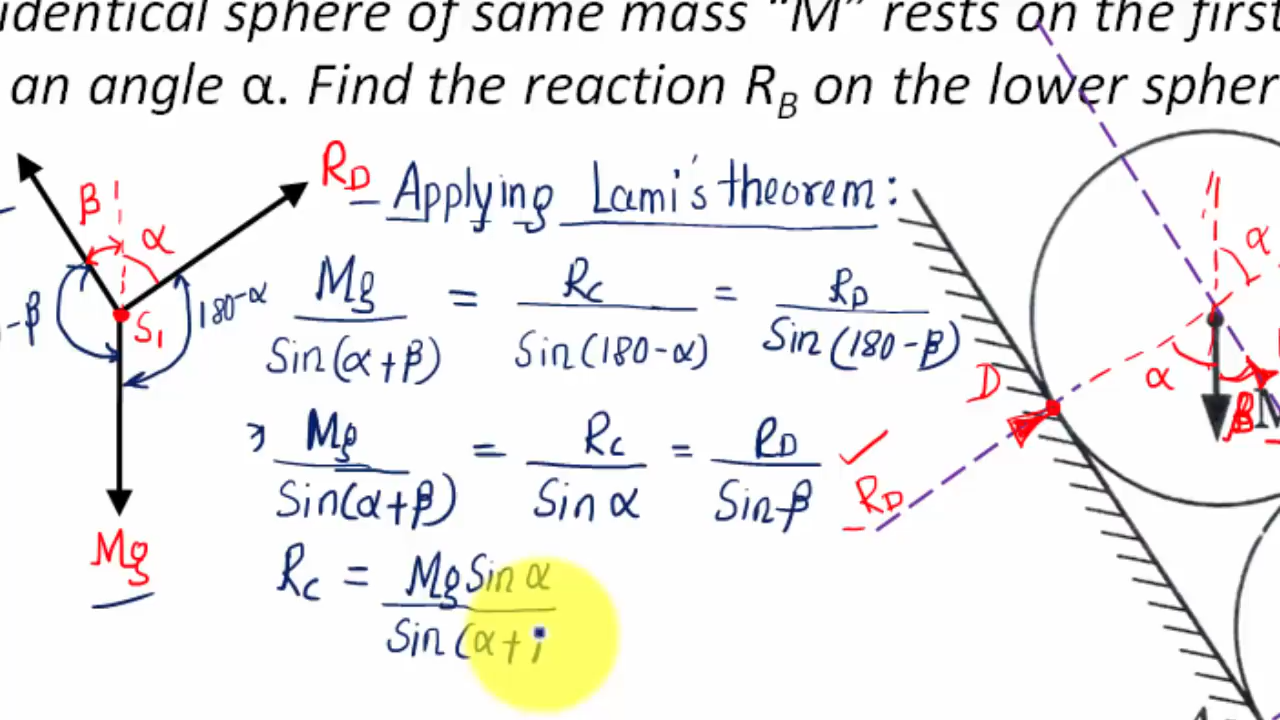 identical sphere of same mass “M” rests on the first
an angle α. Find the reaction R_B on the lower spher
R_D
Applying Lami's theorem:
β
α
α
Mg/Sin(α+β) = R_C/Sin(180-α) = R_D/Sin(180-β)
-β
S₁
180-α
D
α
β
Mg/Sin(α+β) = R_C/Sin α = R_D/Sin β
R_D
Mg
R_C = Mg Sin α/Sin(α+